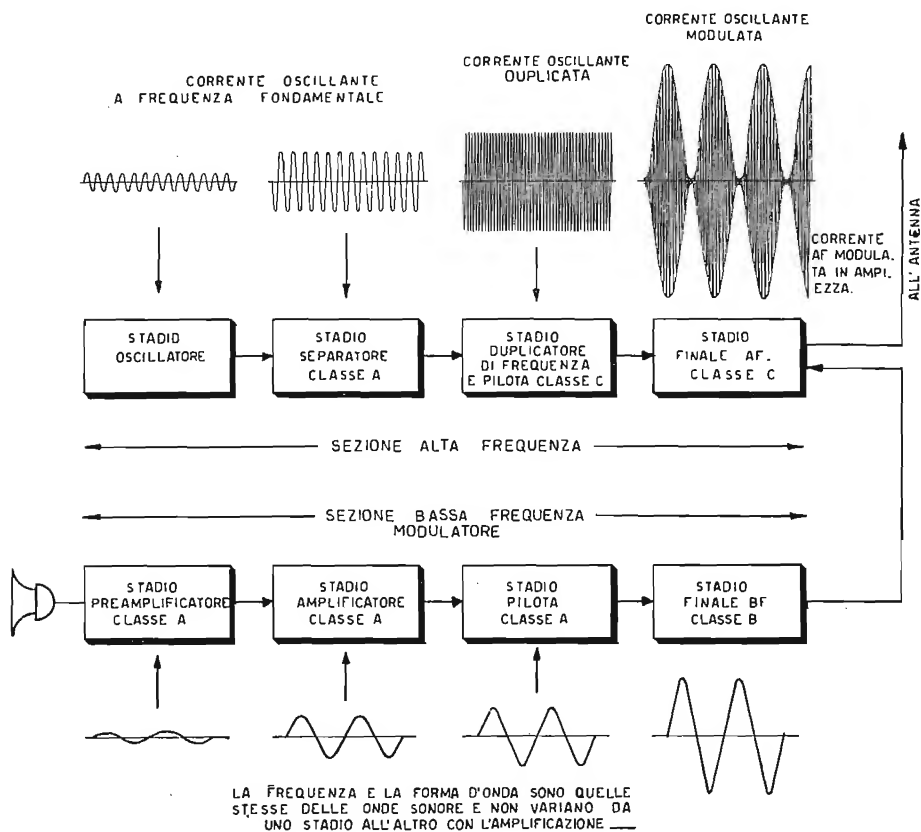 CORRENTE OSCILLANTE
A FREQUENZA FONDAMENTALE
CORRENTE OSCILLANTE
DUPLICATA
CORRENTE OSCILLANTE
MODULATA
CORRENTE
AF MODULA-
TA IN AMPI-
EZZA.
ALL'ANTENNA
STADIO
OSCILLATORE
STADIO
SEPARATORE
CLASSE A
STADIO
DUPLICATORE
DI FREQUENZA
E PILOTA CLASSE C
STADIO
FINALE AF.
CLASSE C
SEZIONE ALTA FREQUENZA
SEZIONE BASSA FREQUENZA
MODULATORE
STADIO
PREAMPLIFICATORE
CLASSE A
STADIO
AMPLIFICATORE
CLASSE A
STADIO
PILOTA
CLASSE A
STADIO
FINALE BF
CLASSE B
LA FREQUENZA E LA FORMA D'ONDA SONO QUELLE
STESSE DELLE ONDE SONORE E NON VARIANO DA
UNO STADIO ALL'ALTRO CON L'AMPLIFICAZIONE